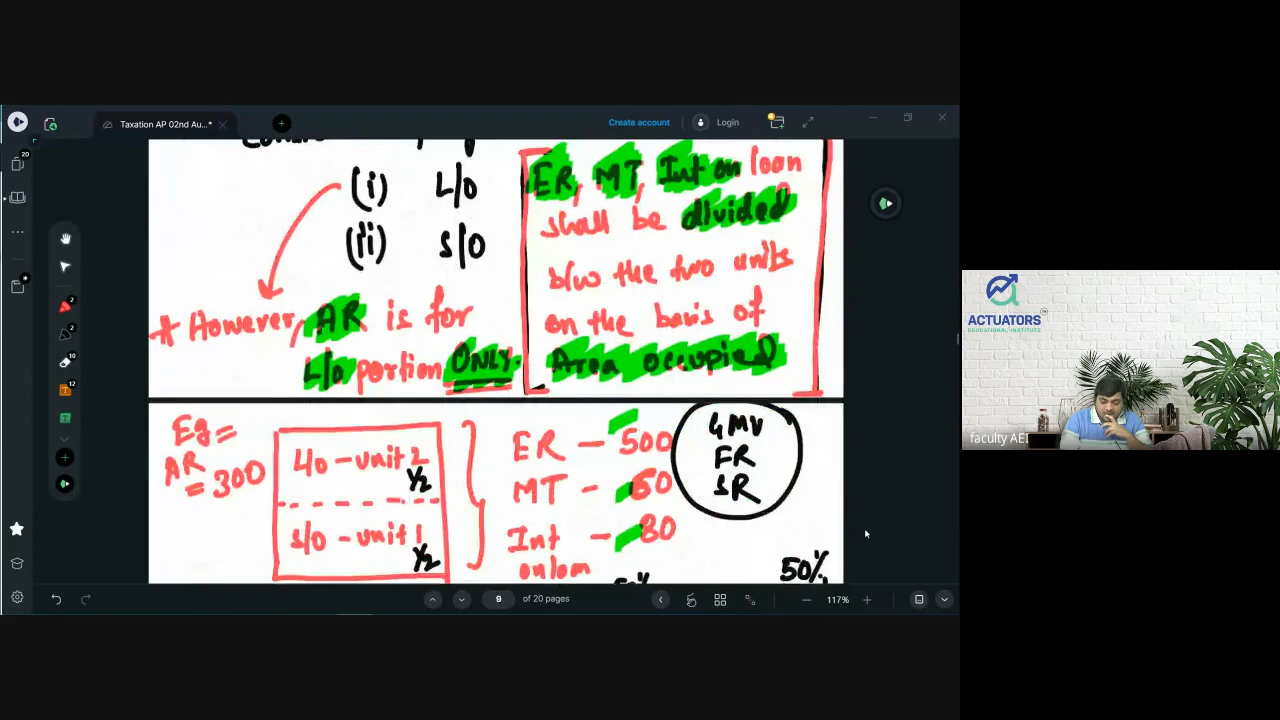 Taxation AP 02nd Au...*
Create account
Login
20
(i) L/O
(ii) S/O
* However, AR is for
L/O portion ONLY.
ER, MT, Int on loan
shall be divided
b/w the two units
on the basis of
Area occupied
Eg =
AR
= 300
L/O - unit 2
1/2
S/O - unit 1
1/2
ER - 500
MT - 50
Int - 80
on loan
GMV
FR
SR
50%
9 of 20 pages
117%
ACTUATORS
EDUCATIONAL INSTITUTE
faculty AEI